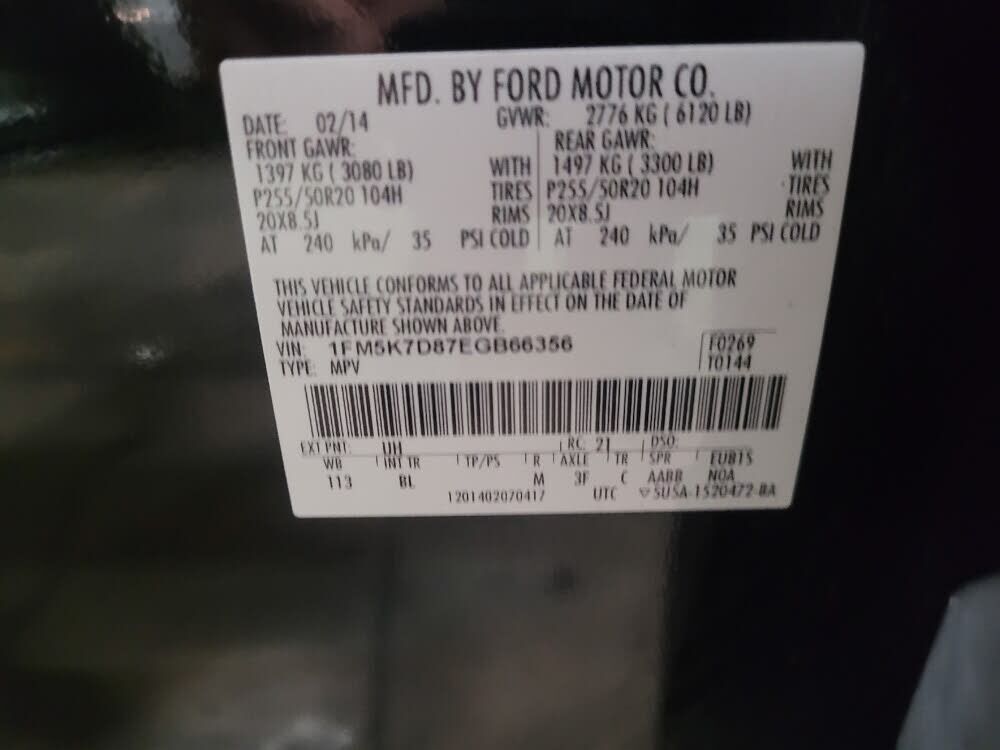 MFD. BY FORD MOTOR CO.
DATE: 02/14 GVWR: 2776 KG ( 6120 LB)
FRONT GAWR: REAR GAWR:
1397 KG ( 3080 LB) WITH 1497 KG ( 3300 LB) WITH
P255/50R20 104H TIRES P255/50R20 104H TIRES
20X8.5J RIMS 20X8.5J RIMS
AT 240 kPa/ 35 PSI COLD AT 240 kPa/ 35 PSI COLD
THIS VEHICLE CONFORMS TO ALL APPLICABLE FEDERAL MOTOR
VEHICLE SAFETY STANDARDS IN EFFECT ON THE DATE OF
MANUFACTURE SHOWN ABOVE.
VIN: 1FM5K7D87EGB66356 F0269
TYPE: MPV T0144
EXT PNT: UH RC: 21 DSO:
WB INT TR TP/PS R AXLE TR SPR EUB15
113 BL M 3F C AABB NOA
1201402070417 UTC ▽5U5A-1520472-BA